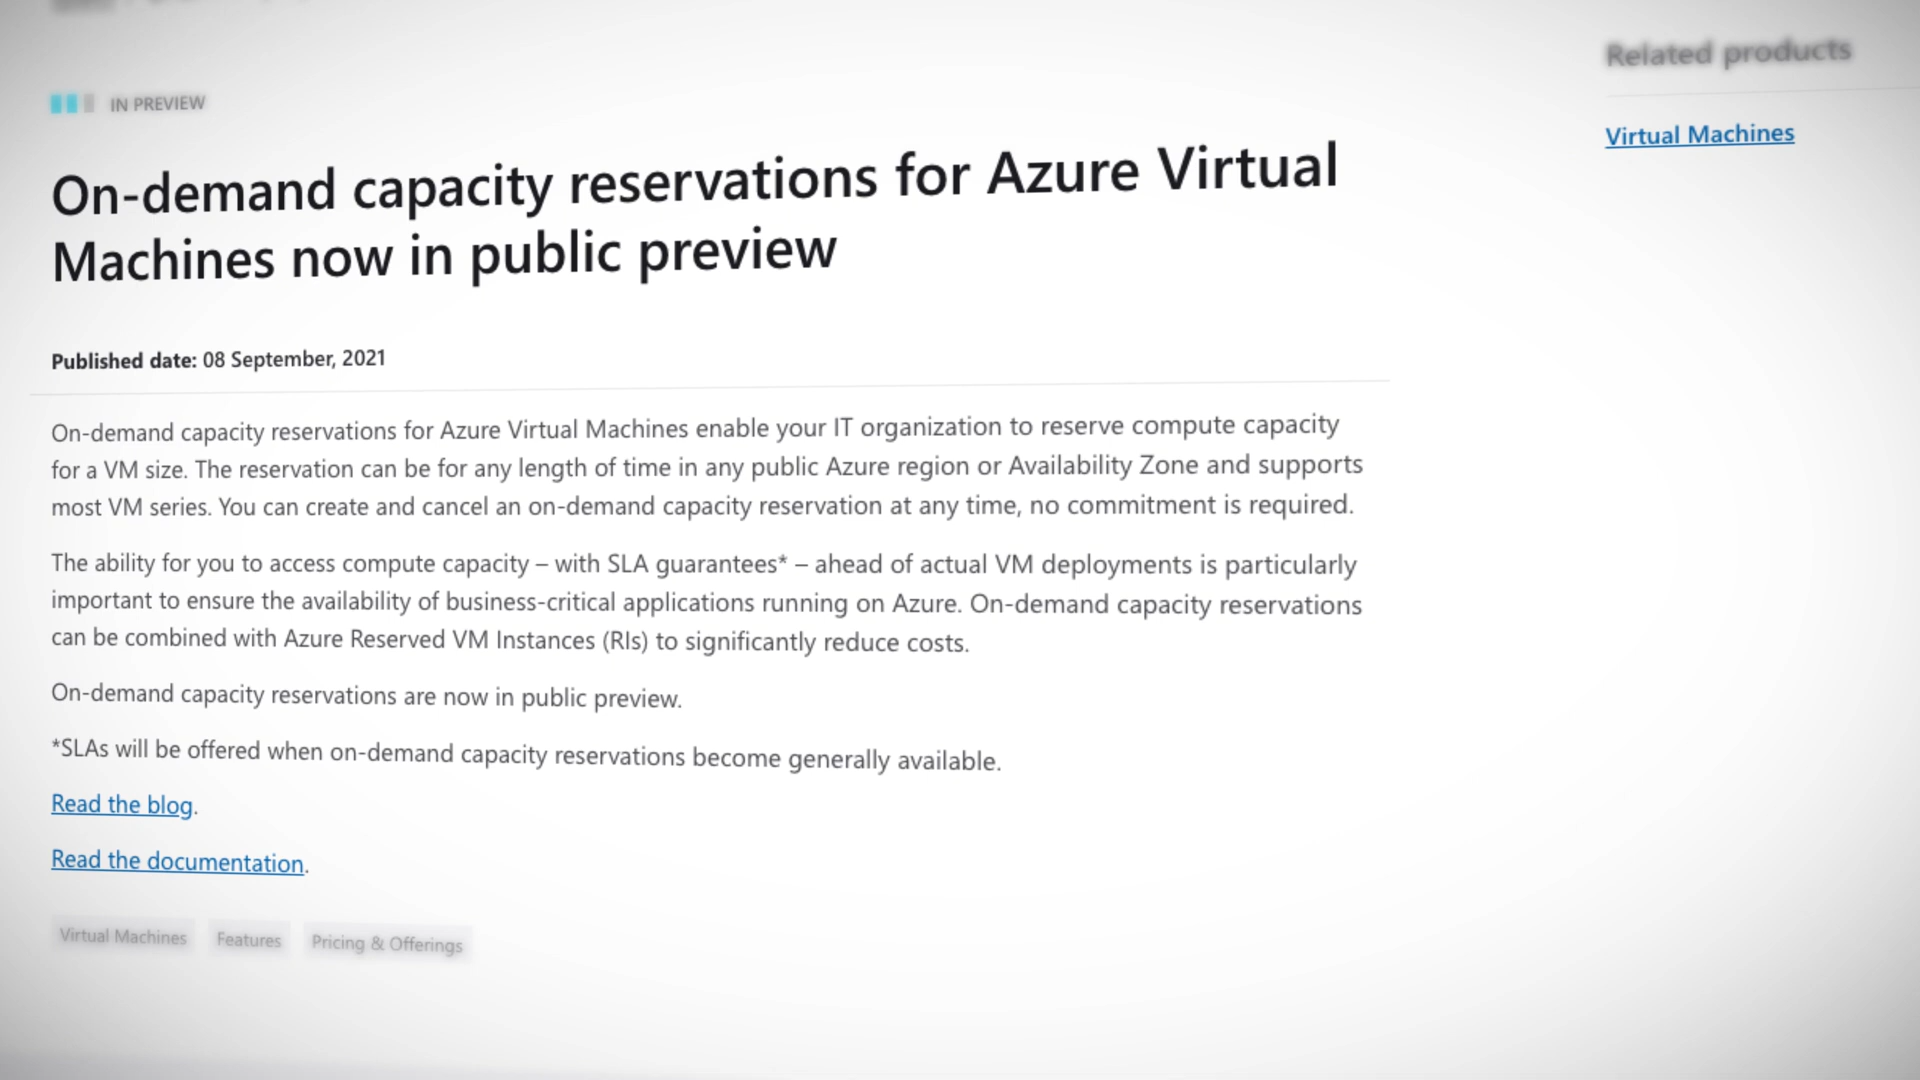 IN PREVIEW
On-demand capacity reservations for Azure Virtual
Machines now in public preview
Published date: 08 September, 2021
On-demand capacity reservations for Azure Virtual Machines enable your IT organization to reserve compute capacity
for a VM size. The reservation can be for any length of time in any public Azure region or Availability Zone and supports
most VM series. You can create and cancel an on-demand capacity reservation at any time, no commitment is required.
The ability for you to access compute capacity – with SLA guarantees* – ahead of actual VM deployments is particularly
important to ensure the availability of business-critical applications running on Azure. On-demand capacity reservations
can be combined with Azure Reserved VM Instances (RIs) to significantly reduce costs.
On-demand capacity reservations are now in public preview.
*SLAs will be offered when on-demand capacity reservations become generally available.
Read the blog.
Read the documentation.
Virtual Machines
Features
Pricing & Offerings
Related products
Virtual Machines